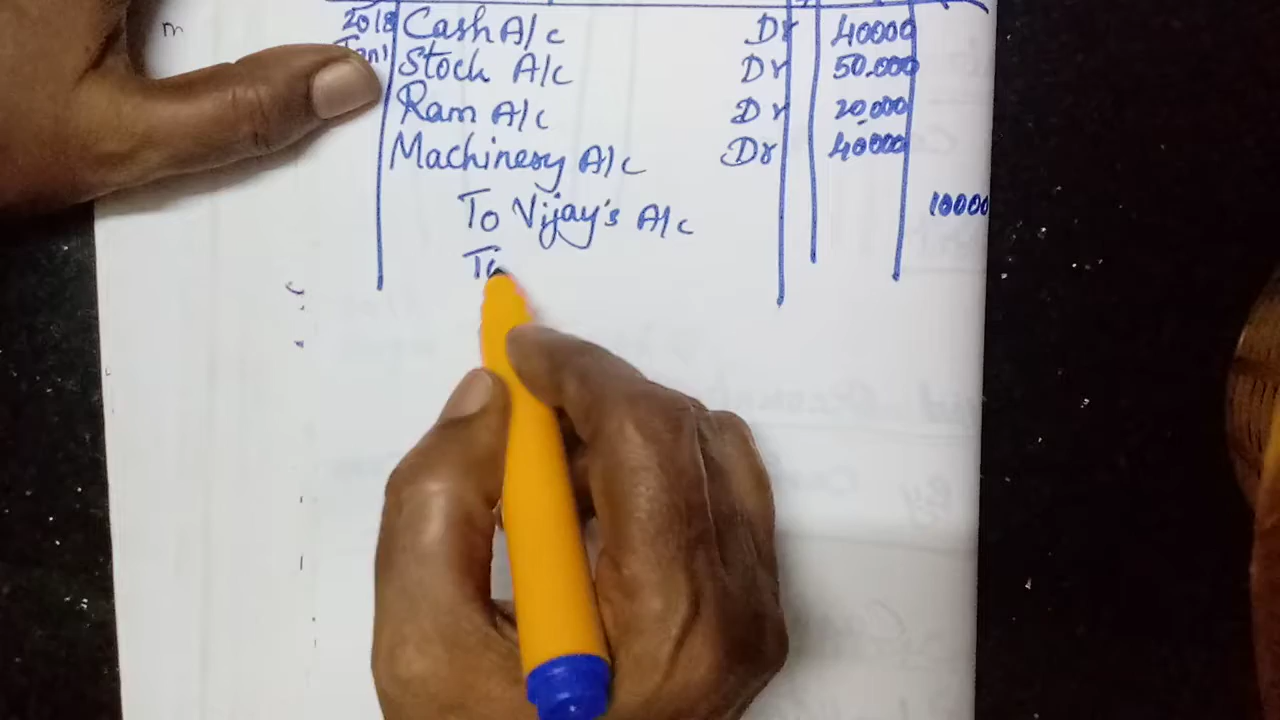 2018 Cash A/c Dr 40000
Jan 1 Stock A/c Dr 50.000
Ram A/c Dr 20,000
Machinery A/c Dr 40000
To Vijay's A/c 10000
To